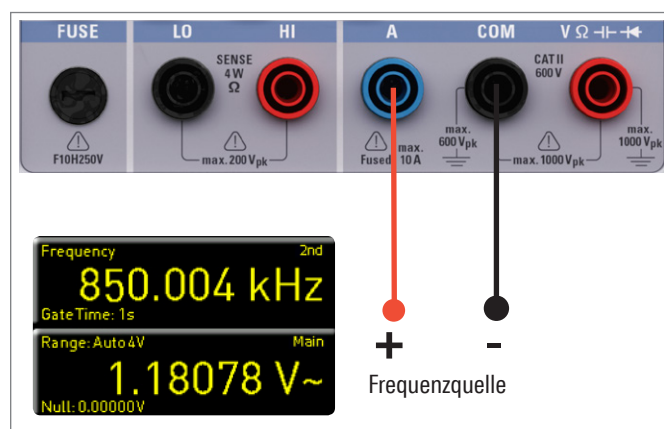 FUSE LO HI A COM V Ω ⊣⊢ ➔+
SENSE
4 W
Ω
CAT II
600 V
F10H250V
max. 200 Vpk
Fused
max.
10 A
max.
600 Vpk
max. 1000 Vpk
max.
1000 Vpk
Frequency 2nd
850.004 kHz
Gate Time: 1s
Range: Auto 4V Main
1.18078 V~
Null: 0.00000V
+ -
Frequenzquelle